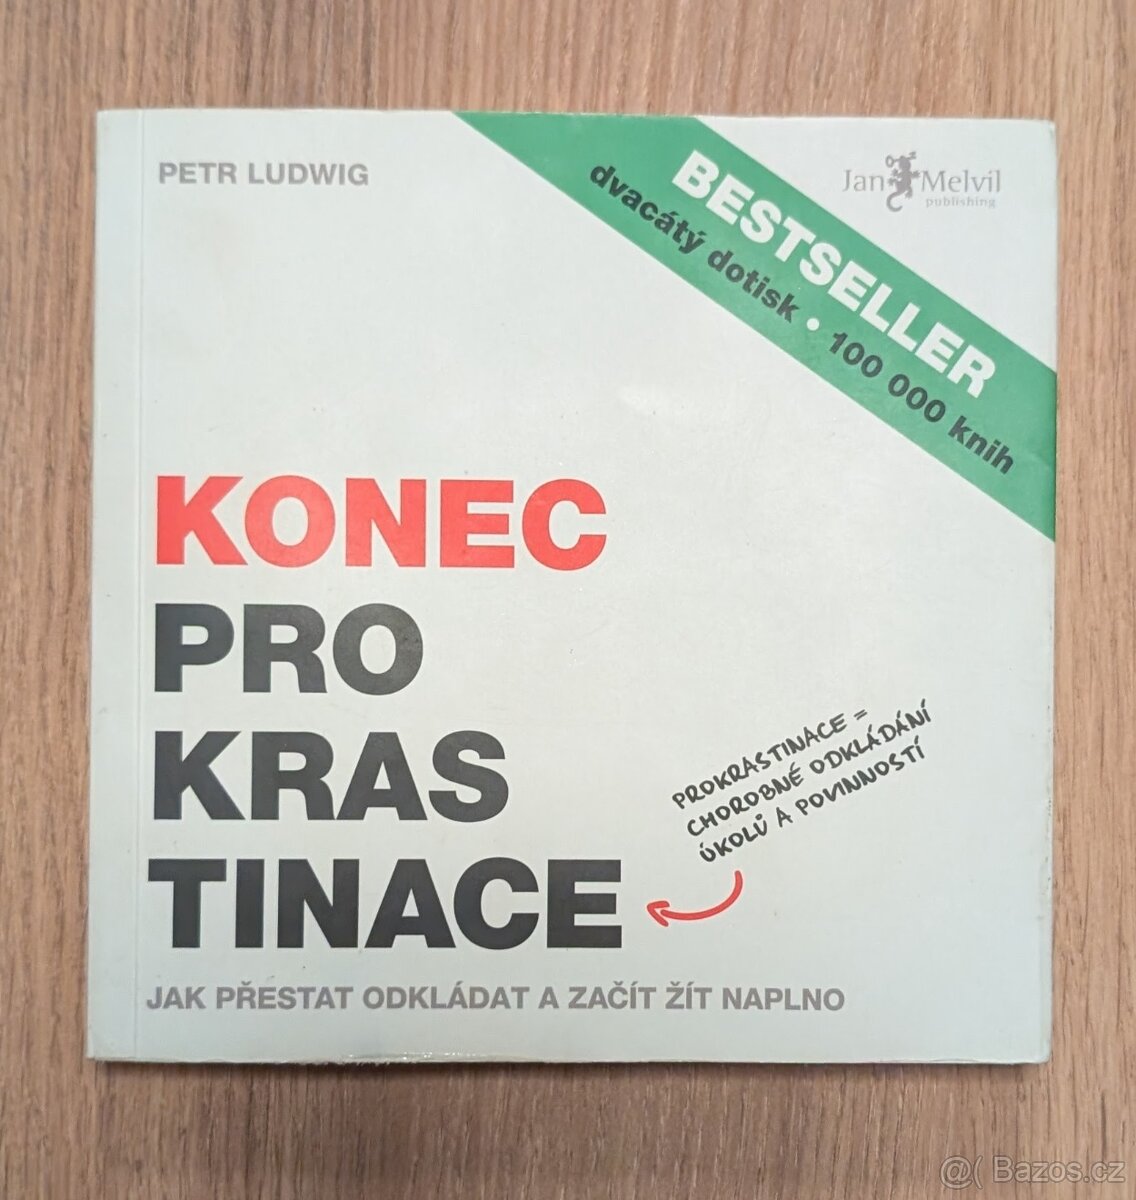 PETR LUDWIG
Jan Melvil
publishing
BESTSELLER
dvacátý dotisk • 100 000 knih
KONEC
PRO
KRAS
TINACE
PROKRASTINACE =
CHOROBNÉ ODKLÁDÁNÍ
ÚKOLŮ A POVINNOSTÍ
JAK PŘESTAT ODKLÁDAT A ZAČÍT ŽÍT NAPLNO
@( Bazos.cz